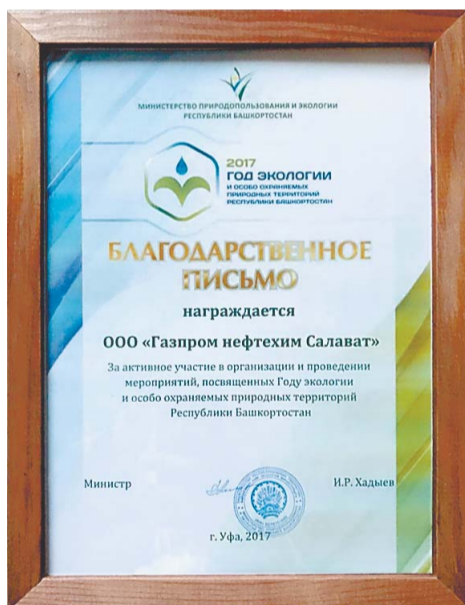 МИНИСТЕРСТВО ПРИРОДОПОЛЬЗОВАНИЯ И ЭКОЛОГИИ
РЕСПУБЛИКИ БАШКОРТОСТАН
2017
ГОД ЭКОЛОГИИ
И ОСОБО ОХРАНЯЕМЫХ
ПРИРОДНЫХ ТЕРРИТОРИЙ
РЕСПУБЛИКИ БАШКОРТОСТАН
БЛАГОДАРСТВЕННОЕ
ПИСЬМО
награждается
ООО «Газпром нефтехим Салават»
За активное участие в организации и проведении
мероприятий, посвященных Году экологии
и особо охраняемых природных территорий
Республики Башкортостан
Министр
И.Р. Хадыев
г. Уфа, 2017